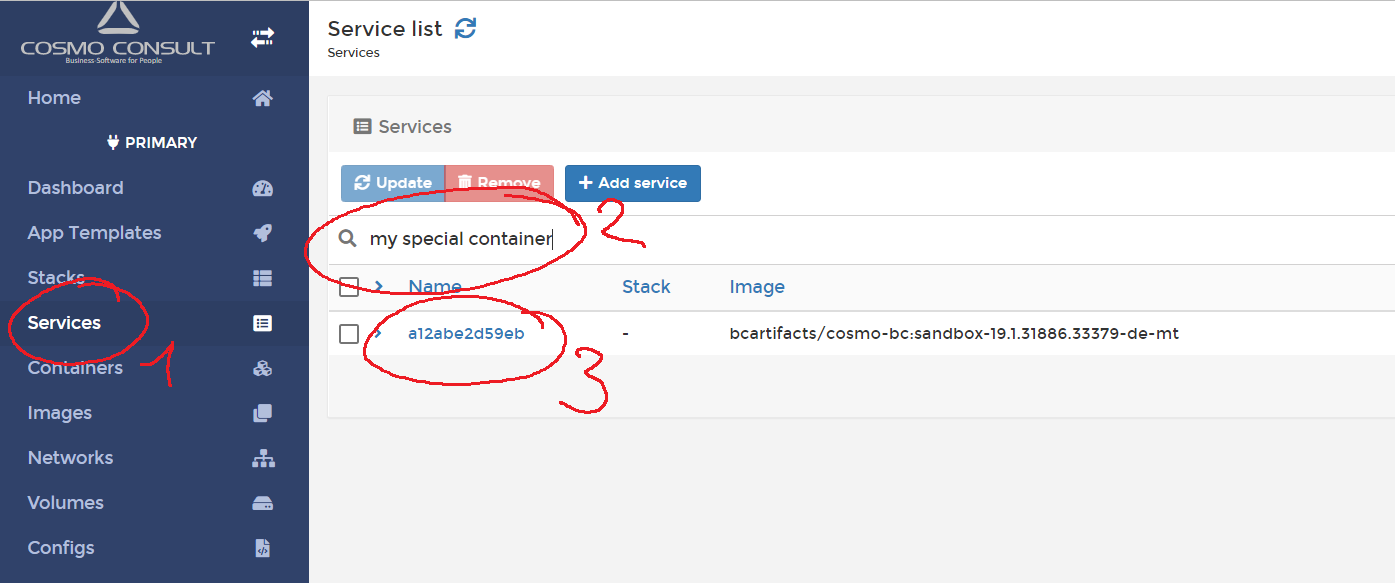 COSMO CONSULT
Business-Software for People
Home
PRIMARY
Dashboard
App Templates
Stacks
Services
Containers
Images
Networks
Volumes
Configs
1
Service list
Services
Services
Update Remove Add service
my special container
2
Name Stack Image
a12abe2d59eb - bcartifacts/cosmo-bc:sandbox-19.1.31886.33379-de-mt
3